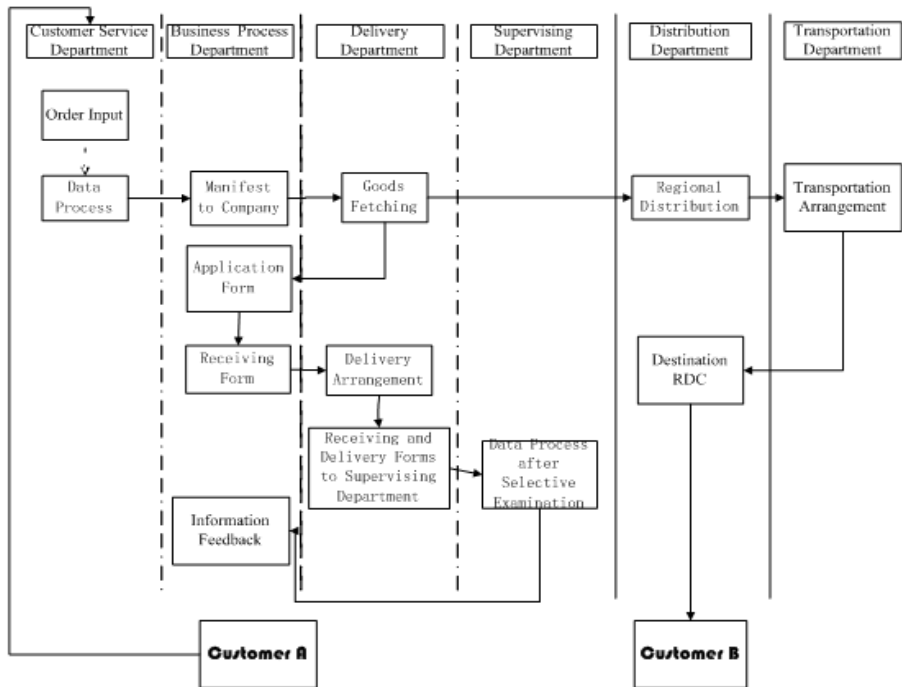 Customer Service
Department
Business Process
Department
Delivery
Department
Supervising
Department
Distribution
Department
Transportation
Department
Order Input
Data
Process
Manifest
to Company
Goods
Fetching
Regional
Distribution
Transportation
Arrangement
Application
Form
Receiving
Form
Delivery
Arrangement
Destination
RDC
Receiving and
Delivery Forms
to Supervising
Department
Data Process
after
Selective
Examination
Information
Feedback
Customer A
Customer B